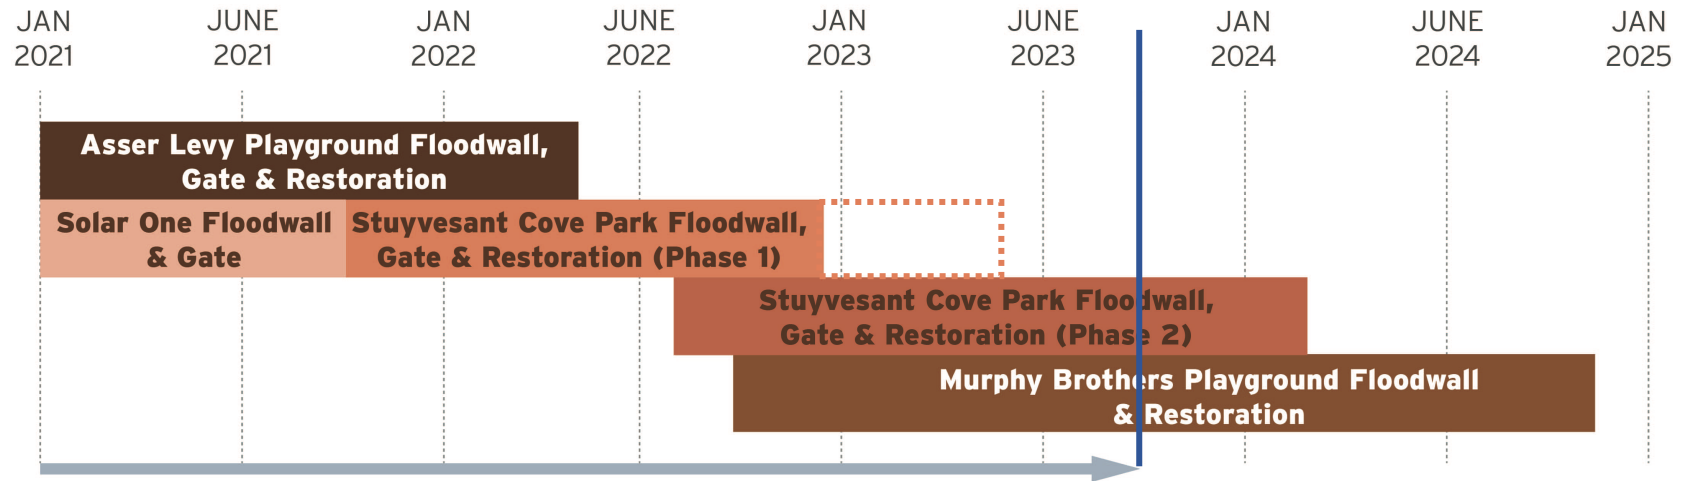 JAN
2021
JUNE
2021
JAN
2022
JUNE
2022
JAN
2023
JUNE
2023
JAN
2024
JUNE
2024
JAN
2025
Asser Levy Playground Floodwall,
Gate & Restoration
Solar One Floodwall
& Gate
Stuyvesant Cove Park Floodwall,
Gate & Restoration (Phase 1)
Stuyvesant Cove Park Floodwall,
Gate & Restoration (Phase 2)
Murphy Brothers Playground Floodwall
& Restoration